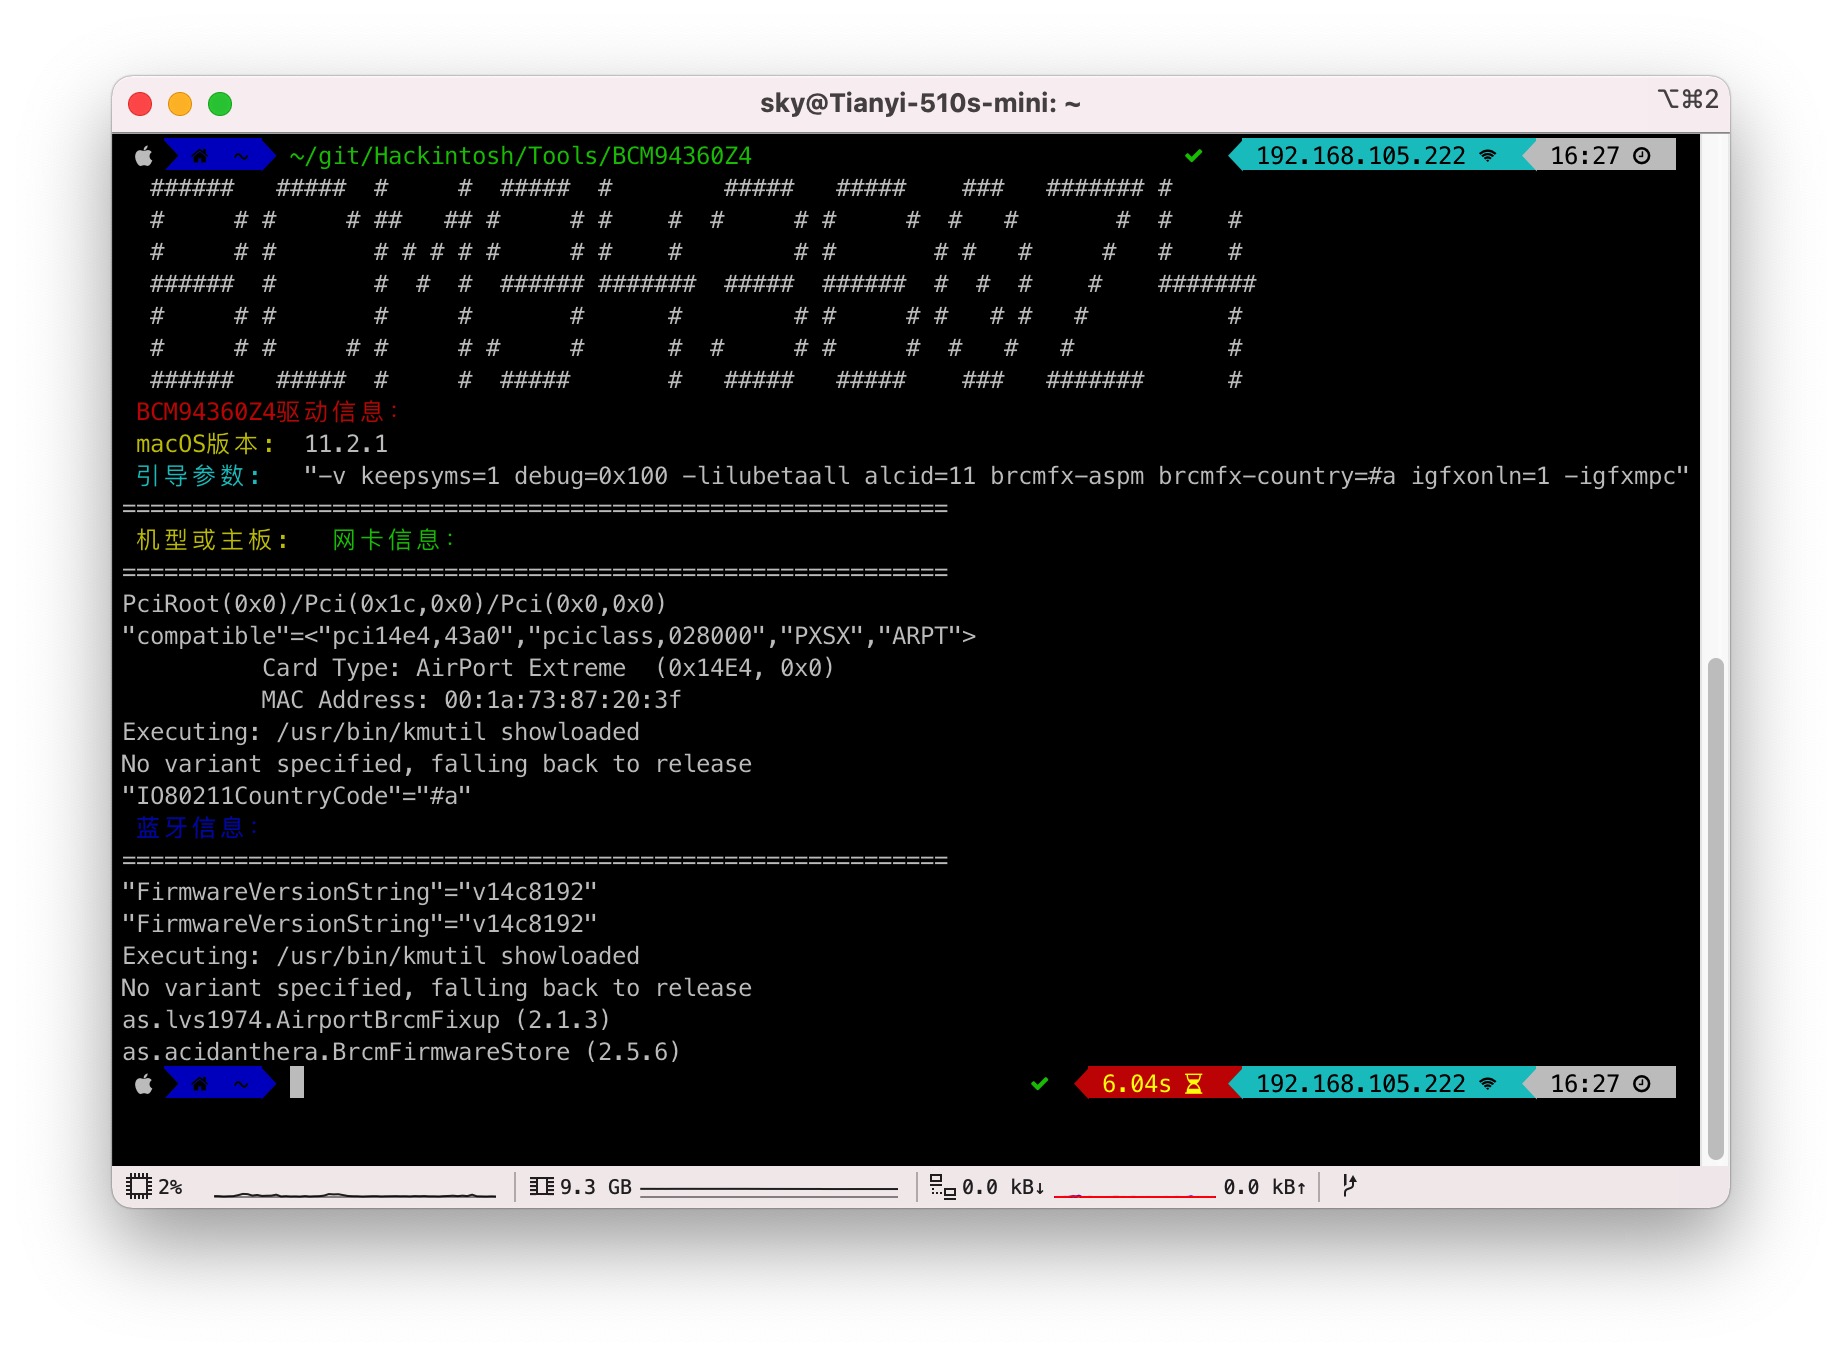 sky@Tianyi-510s-mini: ~
⌥⌘2
~ ~/git/Hackintosh/Tools/BCM94360Z4 ✔ 192.168.105.222 16:27
BCM94360Z4
BCM94360Z4驱动信息：
macOS版本： 11.2.1
引导参数： "-v keepsyms=1 debug=0x100 -lilubetaall alcid=11 brcmfx-aspm brcmfx-country=#a igfxonln=1 -igfxmpc"
===========================================================
机型或主板： 网卡信息：
===========================================================
PciRoot(0x0)/Pci(0x1c,0x0)/Pci(0x0,0x0)
"compatible"=<"pci14e4,43a0","pciclass,028000","PXSX","ARPT">
Card Type: AirPort Extreme  (0x14E4, 0x0)
MAC Address: 00:1a:73:87:20:3f
Executing: /usr/bin/kmutil showloaded
No variant specified, falling back to release
"IO80211CountryCode"="#a"
蓝牙信息：
===========================================================
"FirmwareVersionString"="v14c8192"
"FirmwareVersionString"="v14c8192"
Executing: /usr/bin/kmutil showloaded
No variant specified, falling back to release
as.lvs1974.AirportBrcmFixup (2.1.3)
as.acidanthera.BrcmFirmwareStore (2.5.6)
~ ✔ 6.04s 192.168.105.222 16:27
2% 9.3 GB 0.0 kB↓ 0.0 kB↑